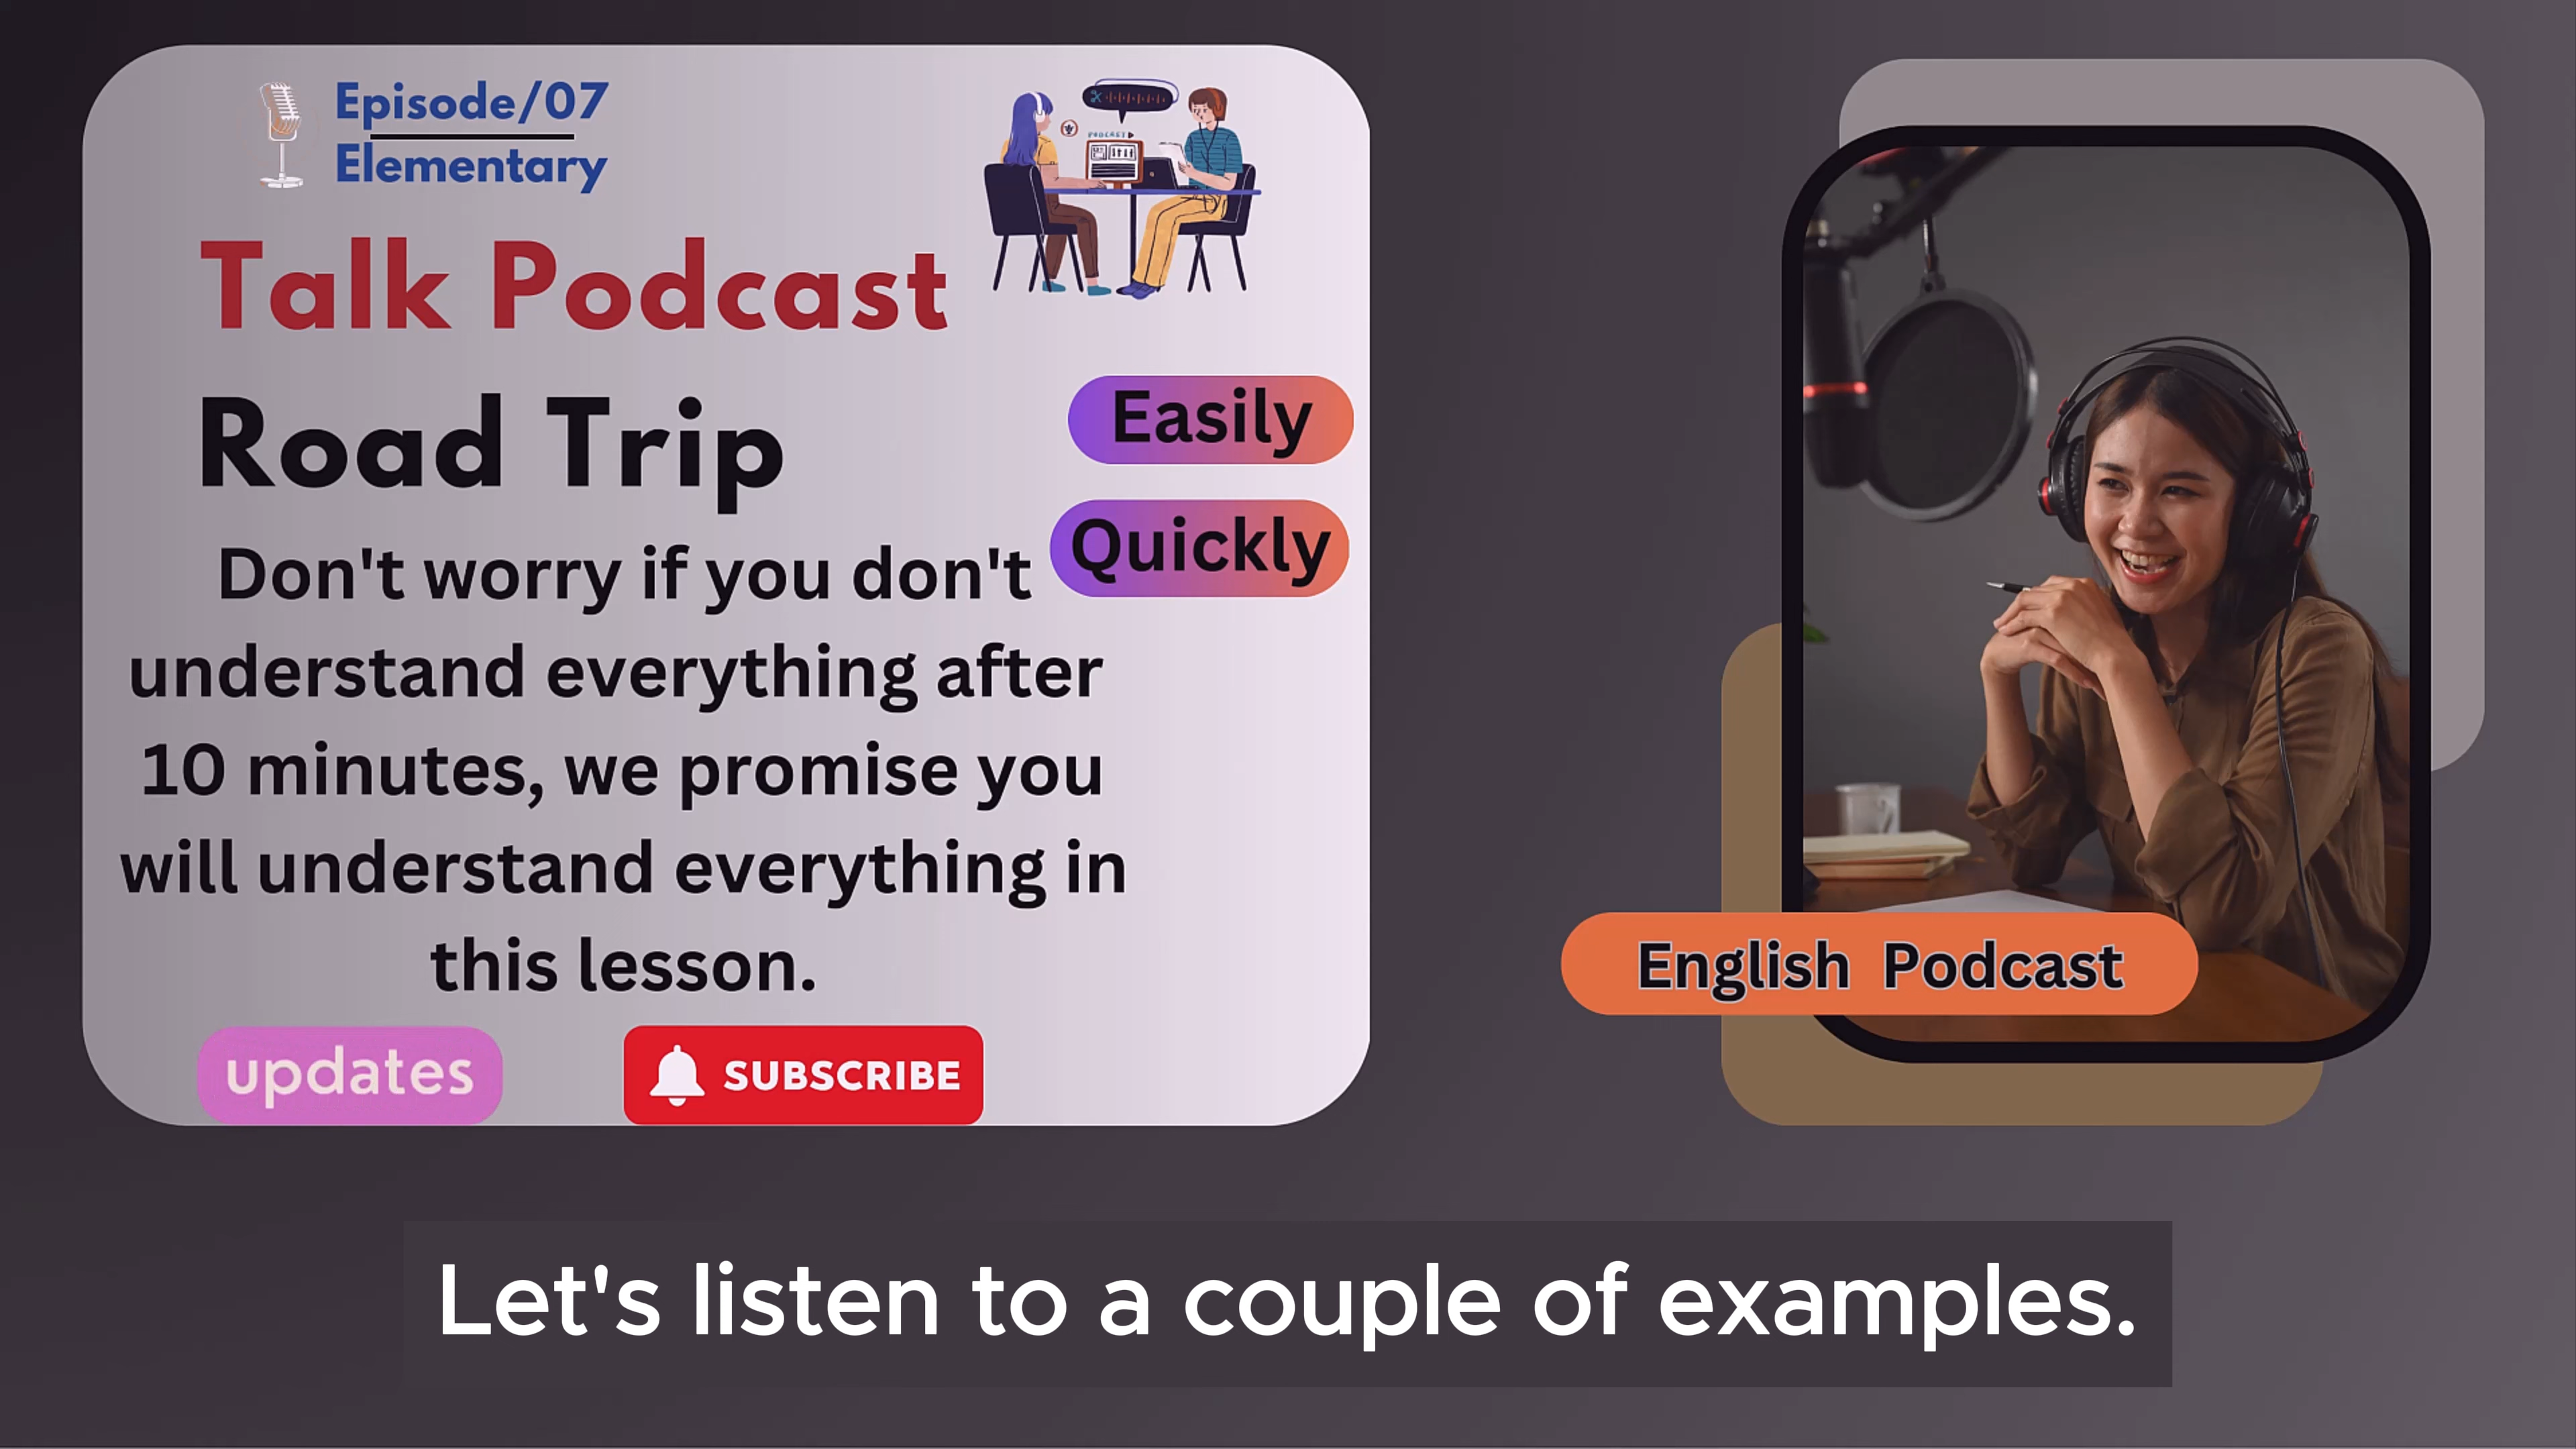 Episode/07
Elementary
PODCAST
Talk Podcast
Road Trip
Easily
Quickly
Don't worry if you don't
understand everything after
10 minutes, we promise you
will understand everything in
this lesson.
updates
SUBSCRIBE
English Podcast
Let's listen to a couple of examples.